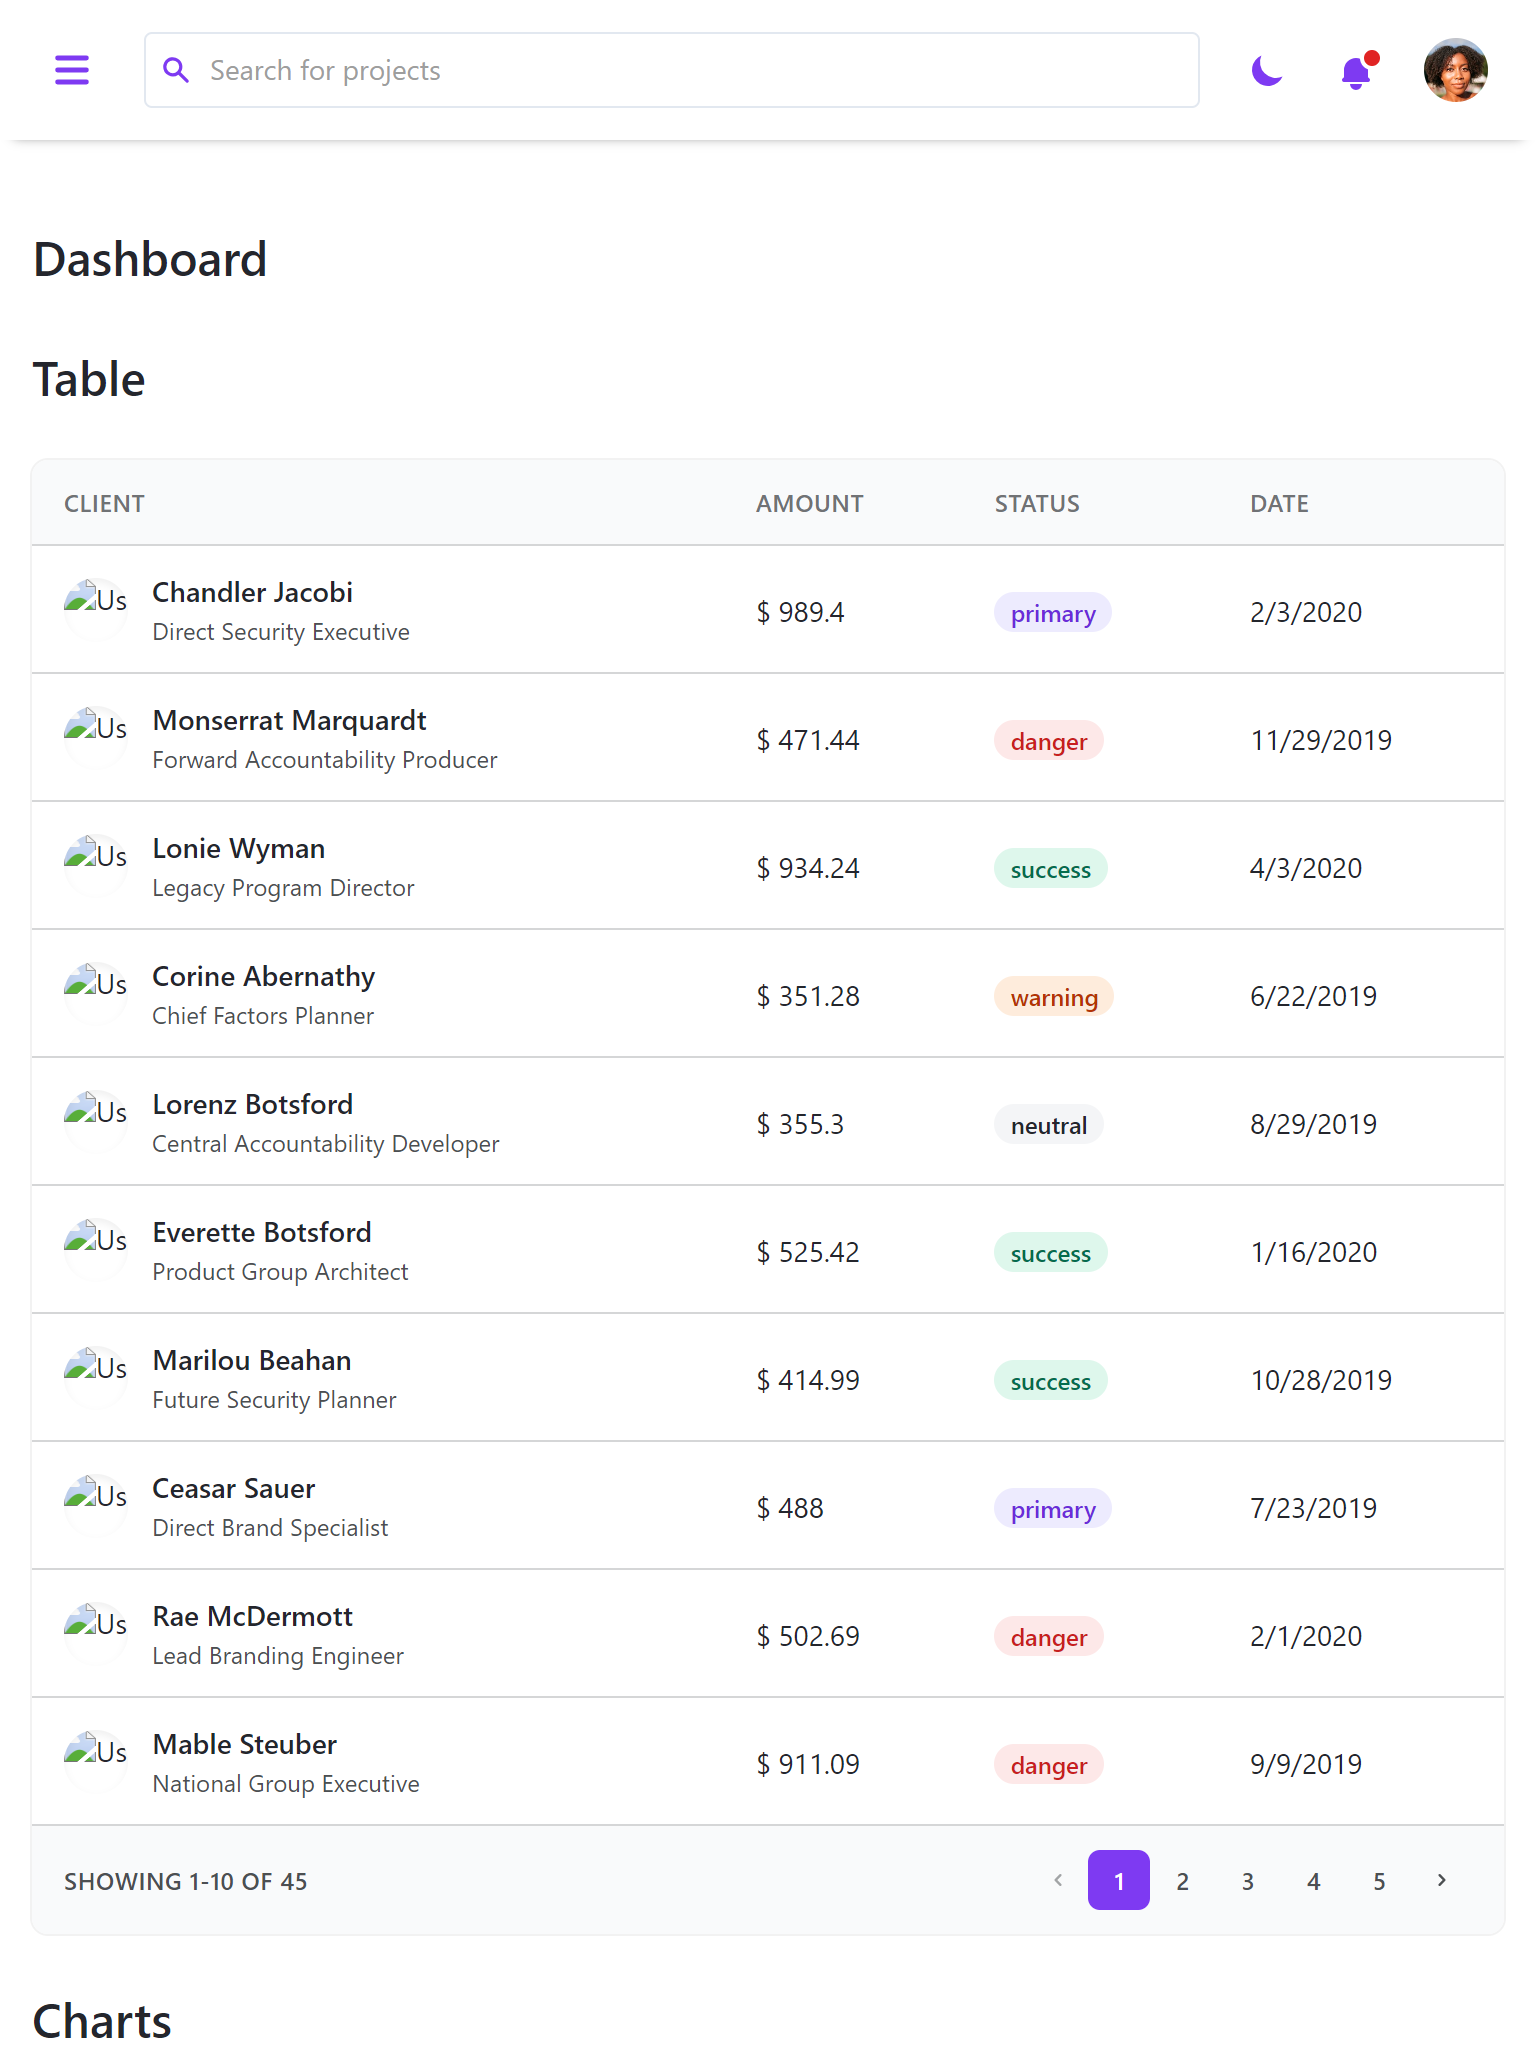 Search for projects
Dashboard
Table
CLIENT AMOUNT STATUS DATE
Us Chandler Jacobi
Direct Security Executive
$ 989.4 primary 2/3/2020
Us Monserrat Marquardt
Forward Accountability Producer
$ 471.44 danger 11/29/2019
Us Lonie Wyman
Legacy Program Director
$ 934.24 success 4/3/2020
Us Corine Abernathy
Chief Factors Planner
$ 351.28 warning 6/22/2019
Us Lorenz Botsford
Central Accountability Developer
$ 355.3 neutral 8/29/2019
Us Everette Botsford
Product Group Architect
$ 525.42 success 1/16/2020
Us Marilou Beahan
Future Security Planner
$ 414.99 success 10/28/2019
Us Ceasar Sauer
Direct Brand Specialist
$ 488 primary 7/23/2019
Us Rae McDermott
Lead Branding Engineer
$ 502.69 danger 2/1/2020
Us Mable Steuber
National Group Executive
$ 911.09 danger 9/9/2019
SHOWING 1-10 OF 45 1 2 3 4 5
Charts